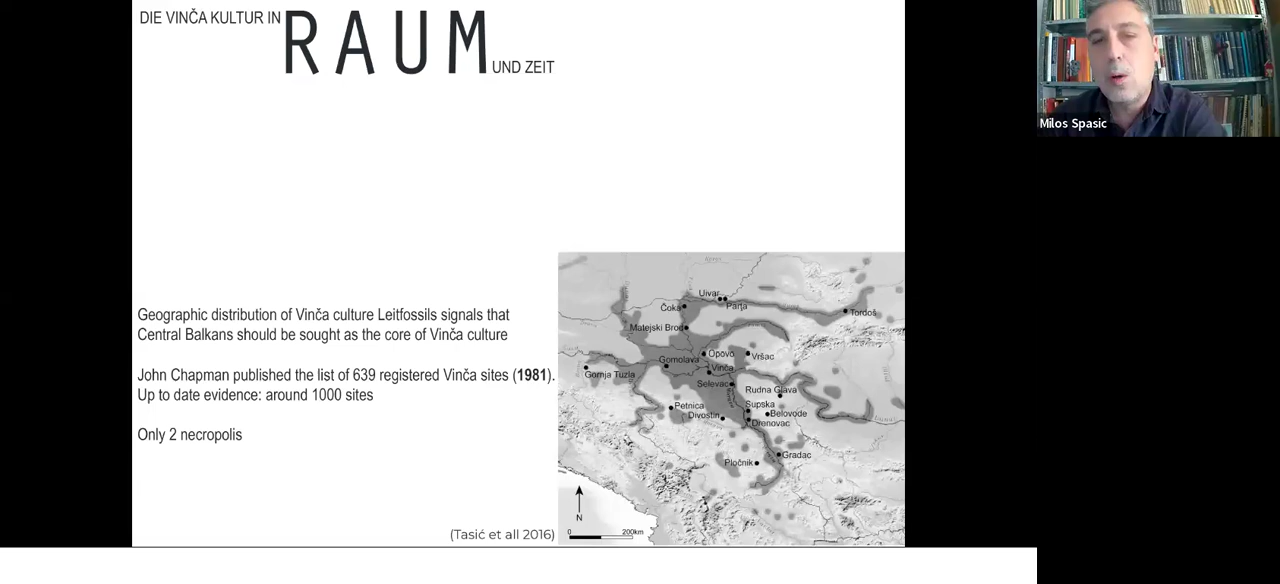 DIE VINČA KULTUR IN RAUM UND ZEIT
Milos Spasic
Geographic distribution of Vinča culture Leitfossils signals that
Central Balkans should be sought as the core of Vinča culture
John Chapman published the list of 639 registered Vinča sites (1981).
Up to date evidence: around 1000 sites
Only 2 necropolis
(Tasić et all 2016)
Uivar
Parţa
Čoka
Tordoš
Matejski Brod
Opovo
Vršac
Gomolava
Gornja Tuzla
Vinča
Selevac
Rudna Glava
Petnica
Supska
Divostin
Belovode
Drenovac
Gradac
Pločnik
N
0 200km